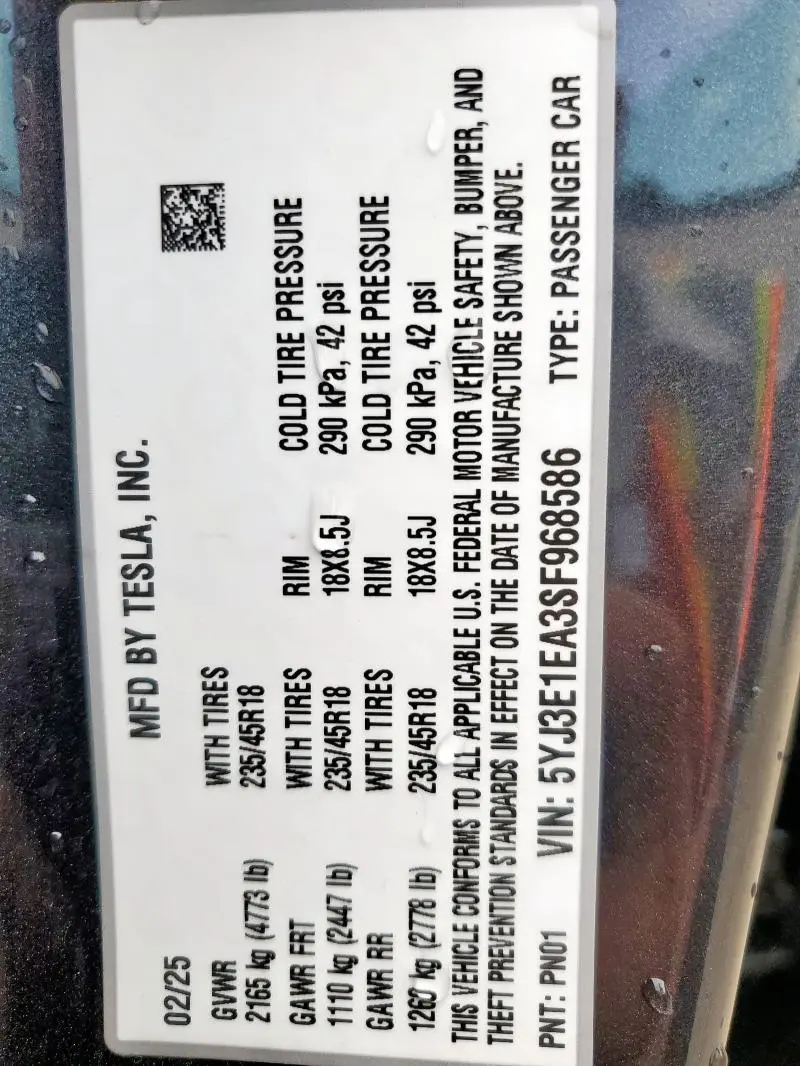 MFD BY TESLA, INC.
02/25
GVWR WITH TIRES
2165 kg (4773 lb) 235/45R18
GAWR FRT WITH TIRES RIM COLD TIRE PRESSURE
1110 kg (2447 lb) 235/45R18 18X8.5J 290 kPa, 42 psi
GAWR RR WITH TIRES RIM COLD TIRE PRESSURE
1260 kg (2778 lb) 235/45R18 18X8.5J 290 kPa, 42 psi
THIS VEHICLE CONFORMS TO ALL APPLICABLE U.S. FEDERAL MOTOR VEHICLE SAFETY, BUMPER, AND
THEFT PREVENTION STANDARDS IN EFFECT ON THE DATE OF MANUFACTURE SHOWN ABOVE.
PNT: PN01 VIN: 5YJ3E1EA3SF968586 TYPE: PASSENGER CAR